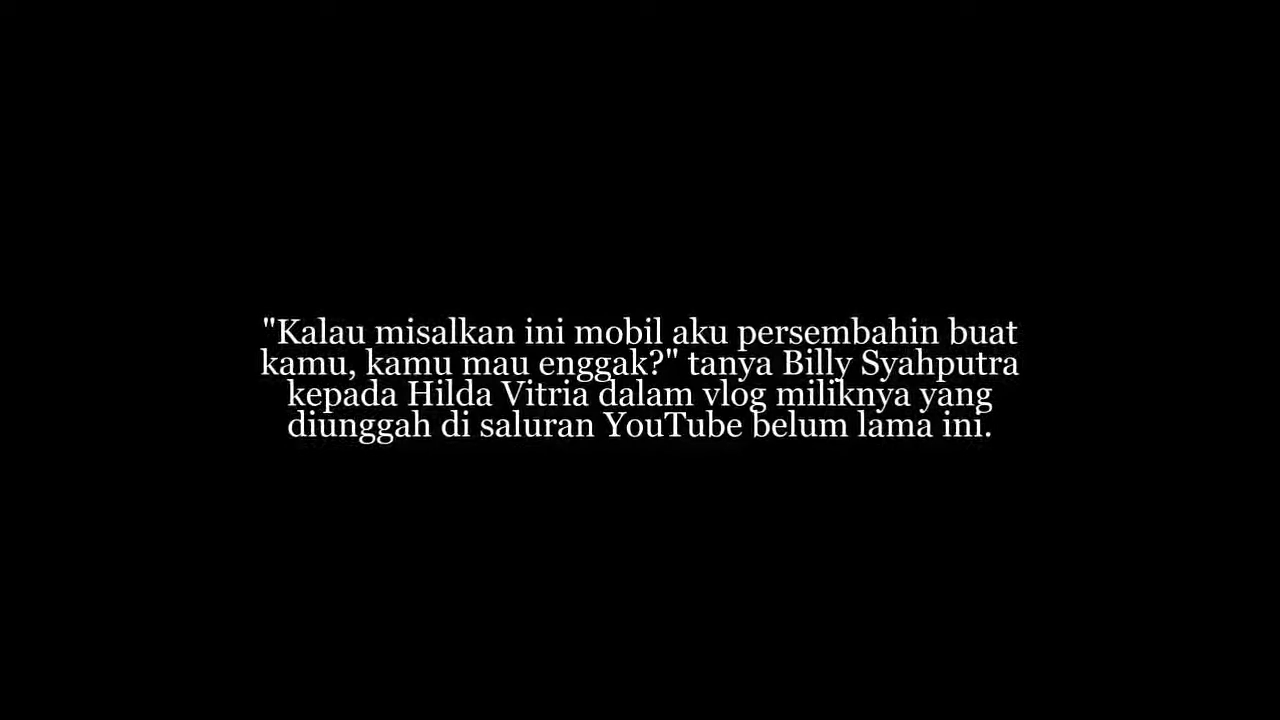 "Kalau misalkan ini mobil aku persembahin buat
kamu, kamu mau enggak?" tanya Billy Syahputra
kepada Hilda Vitria dalam vlog miliknya yang
diunggah di saluran YouTube belum lama ini.